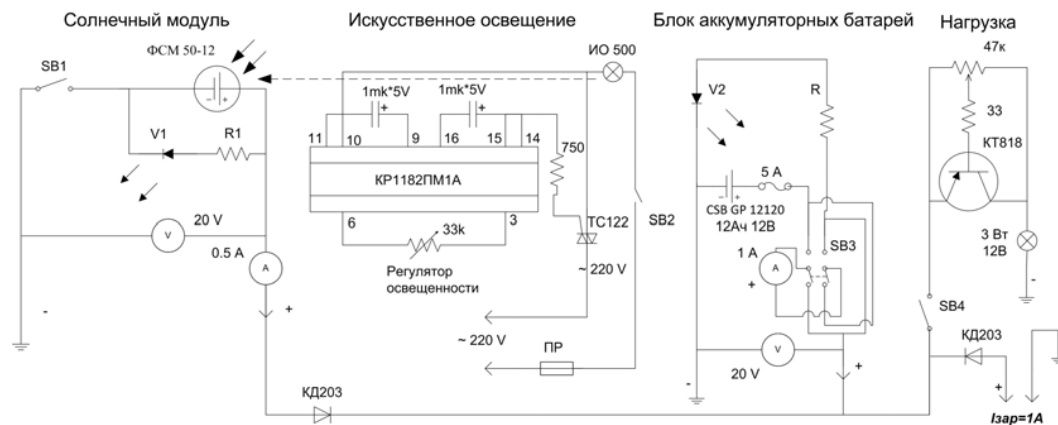 Солнечный модуль
Искусственное освещение
Блок аккумуляторных батарей
Нагрузка
ФСМ 50-12
SB1
- +
V1
R1
20 V
V
0.5 A
A
-
+
КД203
ИО 500
1mk*5V
+
1mk*5V
+
11
10
9
16
15
14
КР1182ПМ1А
6
3
33k
Регулятор
освещенности
750
ТС122
~ 220 V
SB2
~ 220 V
ПР
V2
R
5 A
- +
CSB GP 12120
12Ач 12В
SB3
1 A
A
+
V
20 V
-
+
47к
33
КТ818
3 Вт
12В
-
SB4
КД203
+
-
Iзар=1А